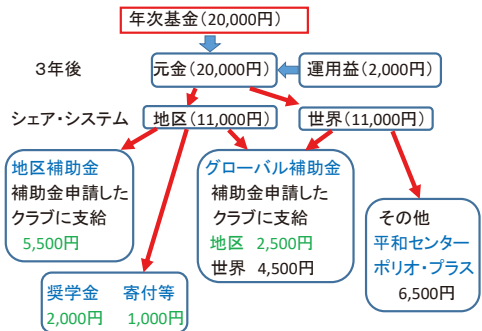 年次基金(20,000円)
３年後
元金(20,000円)
運用益(2,000円)
シェア・システム
地区(11,000円)
世界(11,000円)
地区補助金
補助金申請した
クラブに支給
5,500円
グローバル補助金
補助金申請した
クラブに支給
地区 2,500円
世界 4,500円
その他
平和センター
ポリオ・プラス
6,500円
奨学金 寄付等
2,000円 1,000円